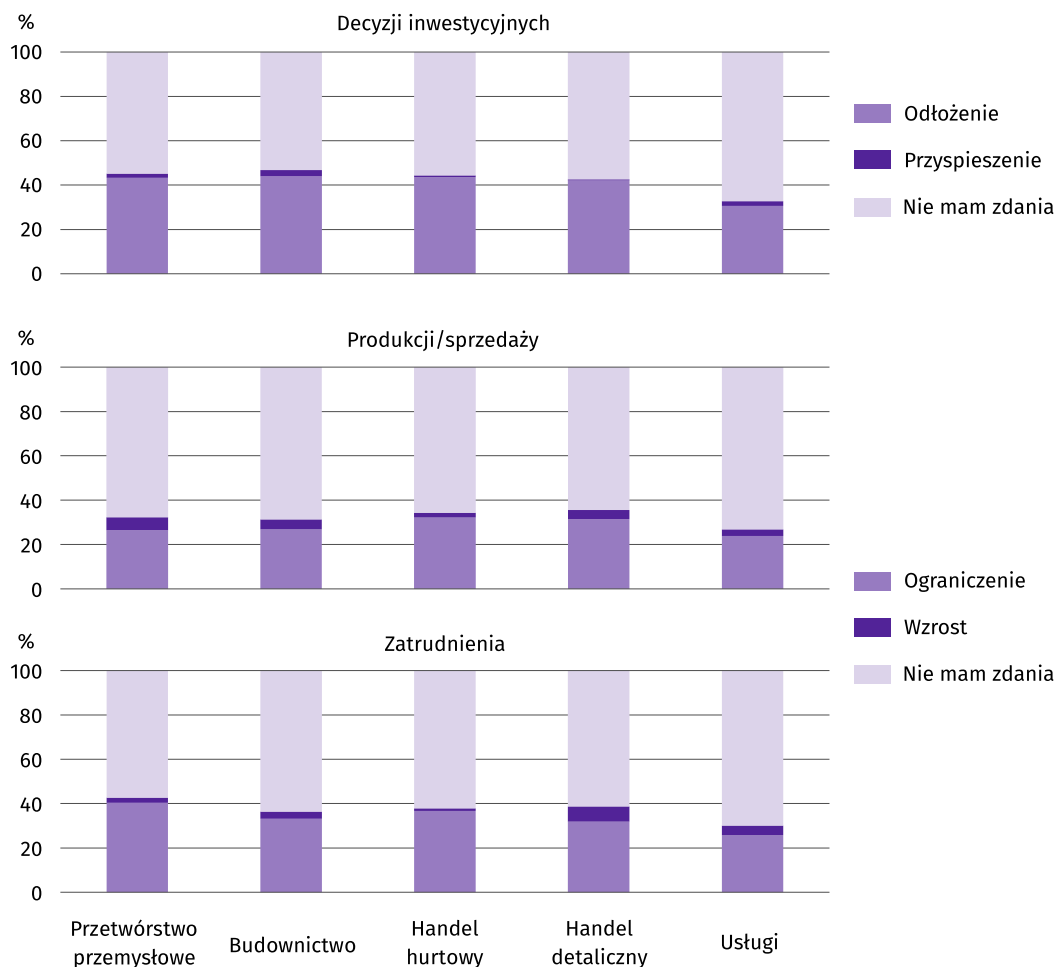 %
Decyzji inwestycyjnych
100
80
60
40
20
0
Odłożenie
Przyspieszenie
Nie mam zdania
%
Produkcji/sprzedaży
100
80
60
40
20
0
Ograniczenie
Wzrost
Nie mam zdania
%
Zatrudnienia
100
80
60
40
20
0
Przetwórstwo
przemysłowe
Budownictwo
Handel
hurtowy
Handel
detaliczny
Usługi